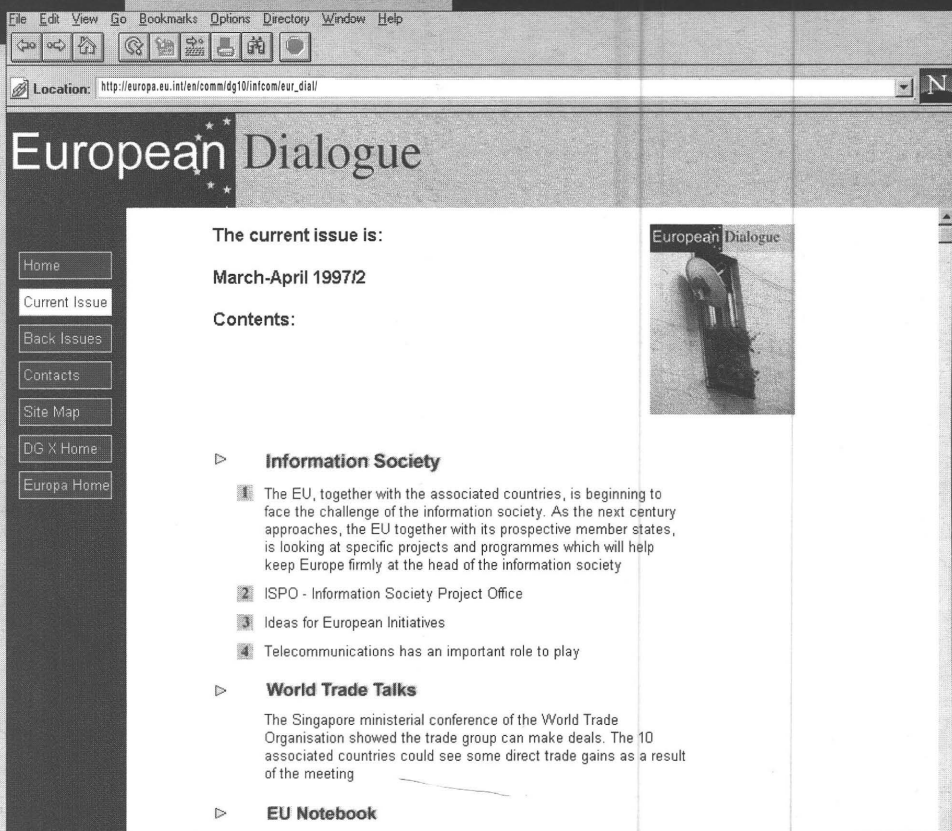 File Edit View Go Bookmarks Options Directory Window Help
Location: http://europa.eu.int/en/comm/dg10/infcom/eur_dial/
N
European Dialogue
Home
Current Issue
Back Issues
Contacts
Site Map
DG X Home
Europa Home
The current issue is:
March-April 1997/2
Contents:
European Dialogue
Information Society
1 The EU, together with the associated countries, is beginning to
face the challenge of the information society. As the next century
approaches, the EU together with its prospective member states,
is looking at specific projects and programmes which will help
keep Europe firmly at the head of the information society
2 ISPO - Information Society Project Office
3 Ideas for European Initiatives
4 Telecommunications has an important role to play
World Trade Talks
The Singapore ministerial conference of the World Trade
Organisation showed the trade group can make deals. The 10
associated countries could see some direct trade gains as a result
of the meeting
EU Notebook